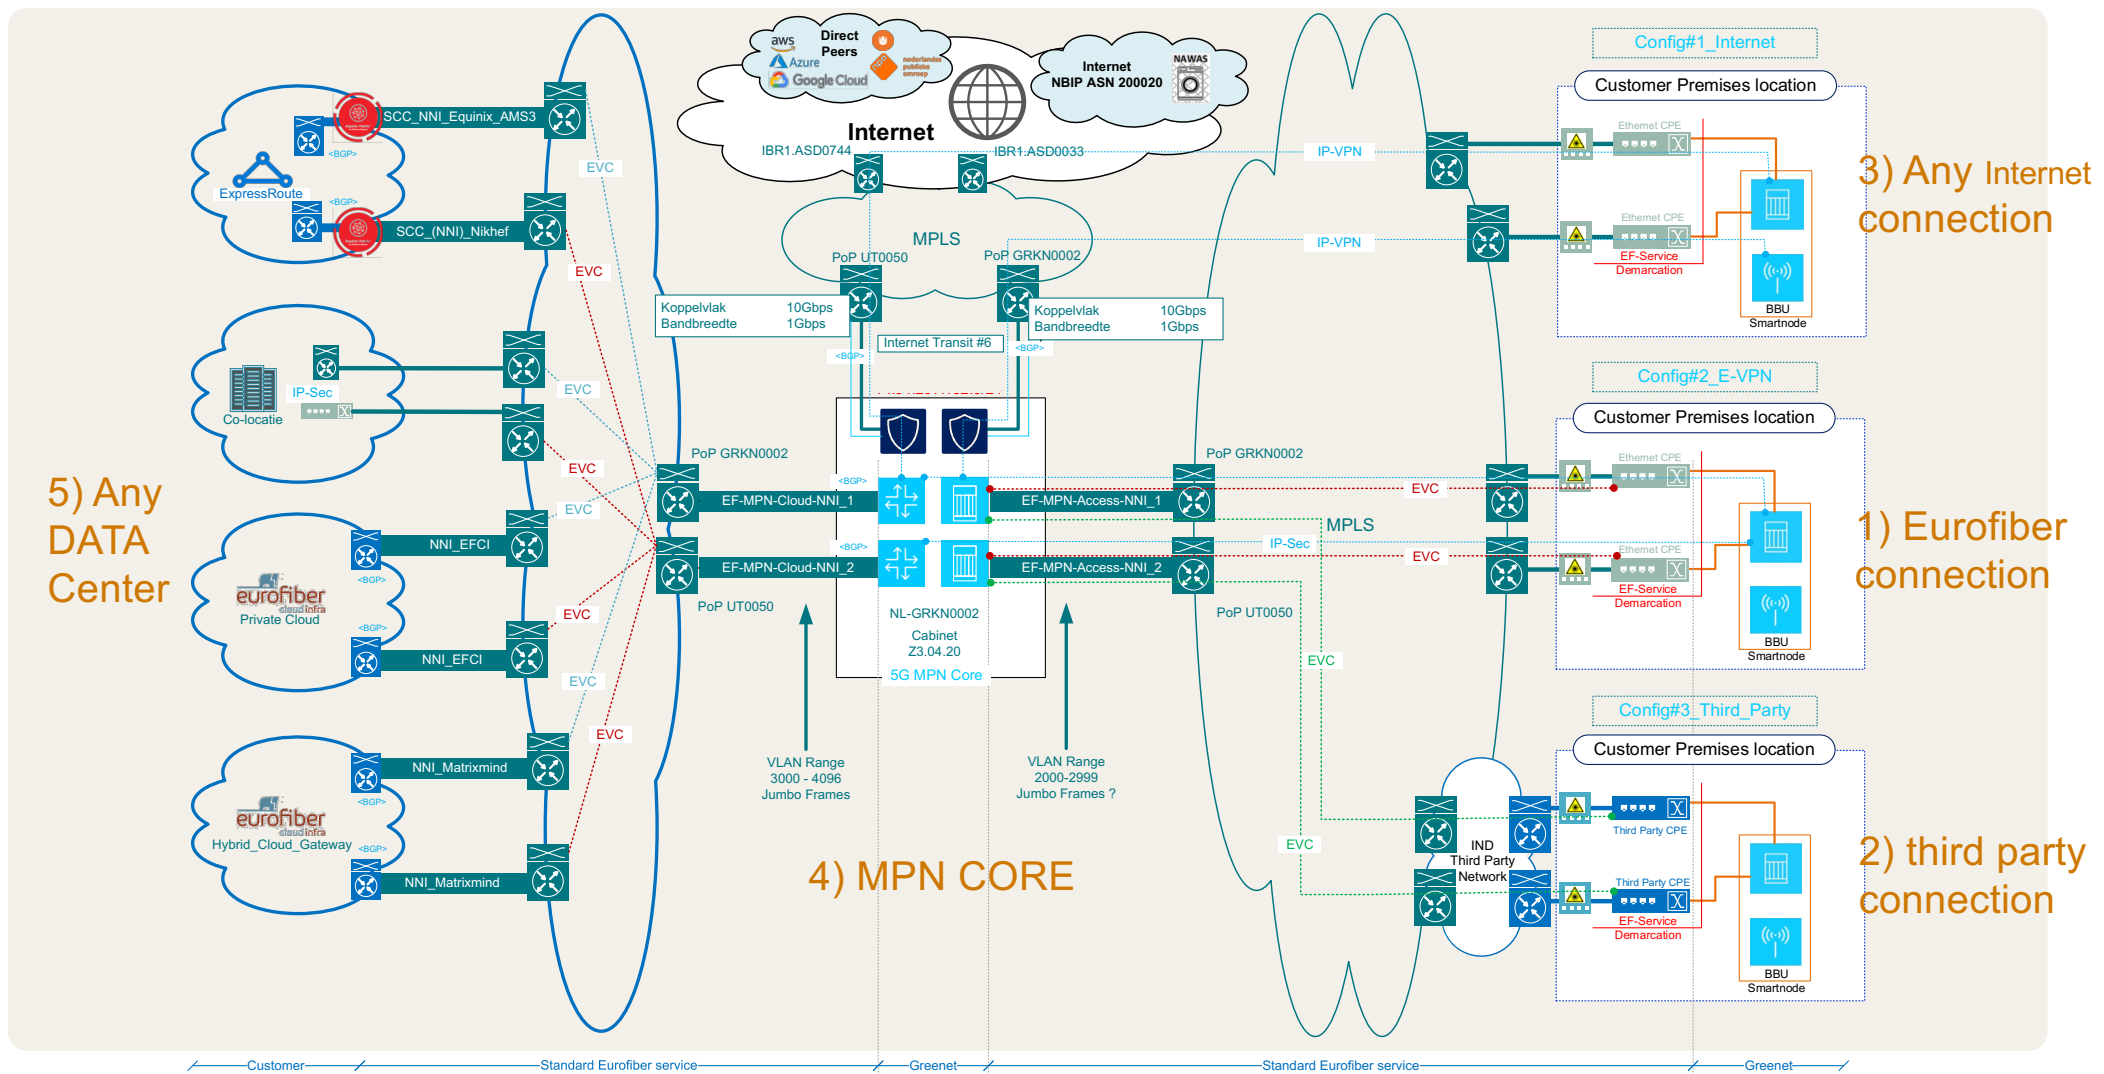 Config#1_Internet
Customer Premises location
Ethernet CPE
Ethernet CPE
EF-Service
Demarcation
BBU
Smartnode
3) Any Internet
connection
aws
Azure
Google Cloud
Direct
Peers
npo
nederlandse
publieke
omroep
Internet
NBIP ASN 200020
NAWAS
Internet
IBR1.ASD0744
IBR1.ASD0033
IP-VPN
IP-VPN
MPLS
PoP UT0050
PoP GRKN0002
Koppelvlak 10Gbps
Bandbreedte 1Gbps
Koppelvlak 10Gbps
Bandbreedte 1Gbps
Internet Transit #6
<BGP>
<BGP>
SCC_NNI_Equinix_AMS3
<BGP>
ExpressRoute
<BGP>
SCC_(NNI)_Nikhef
EVC
EVC
IP-Sec
Co-locatie
EVC
EVC
5) Any
DATA
Center
NNI_EFCI
<BGP>
eurofiber
cloud infra
Private Cloud
<BGP>
NNI_EFCI
EVC
EVC
NNI_Matrixmind
<BGP>
eurofiber
cloud infra
Hybrid_Cloud_Gateway
<BGP>
NNI_Matrixmind
EVC
EVC
PoP GRKN0002
EF-MPN-Cloud-NNI_1
<BGP>
EF-MPN-Cloud-NNI_2
<BGP>
PoP UT0050
NL-GRKN0002
Cabinet
Z3.04.20
5G MPN Core
VLAN Range
3000 - 4096
Jumbo Frames
VLAN Range
2000-2999
Jumbo Frames ?
4) MPN CORE
PoP GRKN0002
EF-MPN-Access-NNI_1
EF-MPN-Access-NNI_2
PoP UT0050
EVC
MPLS
IP-Sec
EVC
EVC
EVC
Config#2_E-VPN
Customer Premises location
Ethernet CPE
Ethernet CPE
EF-Service
Demarcation
BBU
Smartnode
1) Eurofiber
connection
Config#3_Third_Party
Customer Premises location
Third Party CPE
Third Party CPE
EF-Service
Demarcation
BBU
Smartnode
IND
Third Party
Network
2) third party
connection
Customer
Standard Eurofiber service
Greenet
Standard Eurofiber service
Greenet